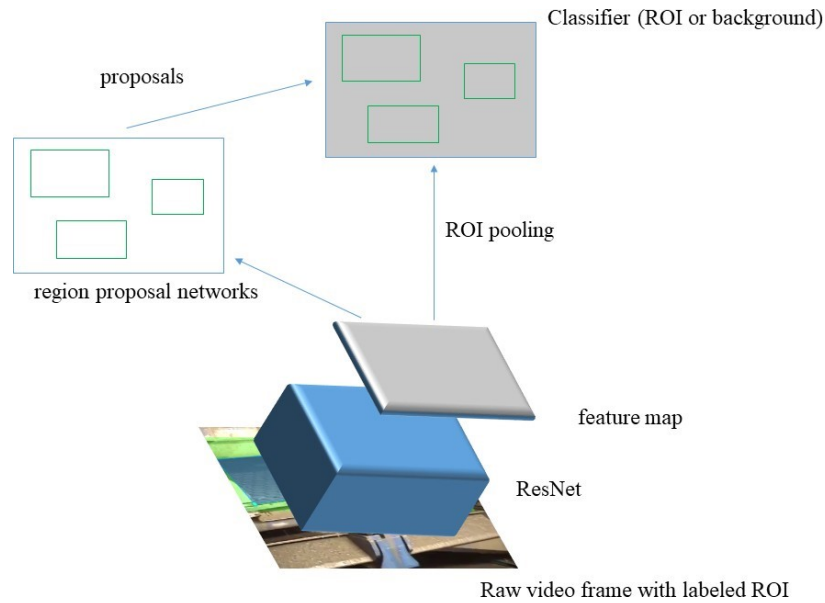 Classifier (ROI or background)
proposals
ROI pooling
region proposal networks
feature map
ResNet
Raw video frame with labeled ROI